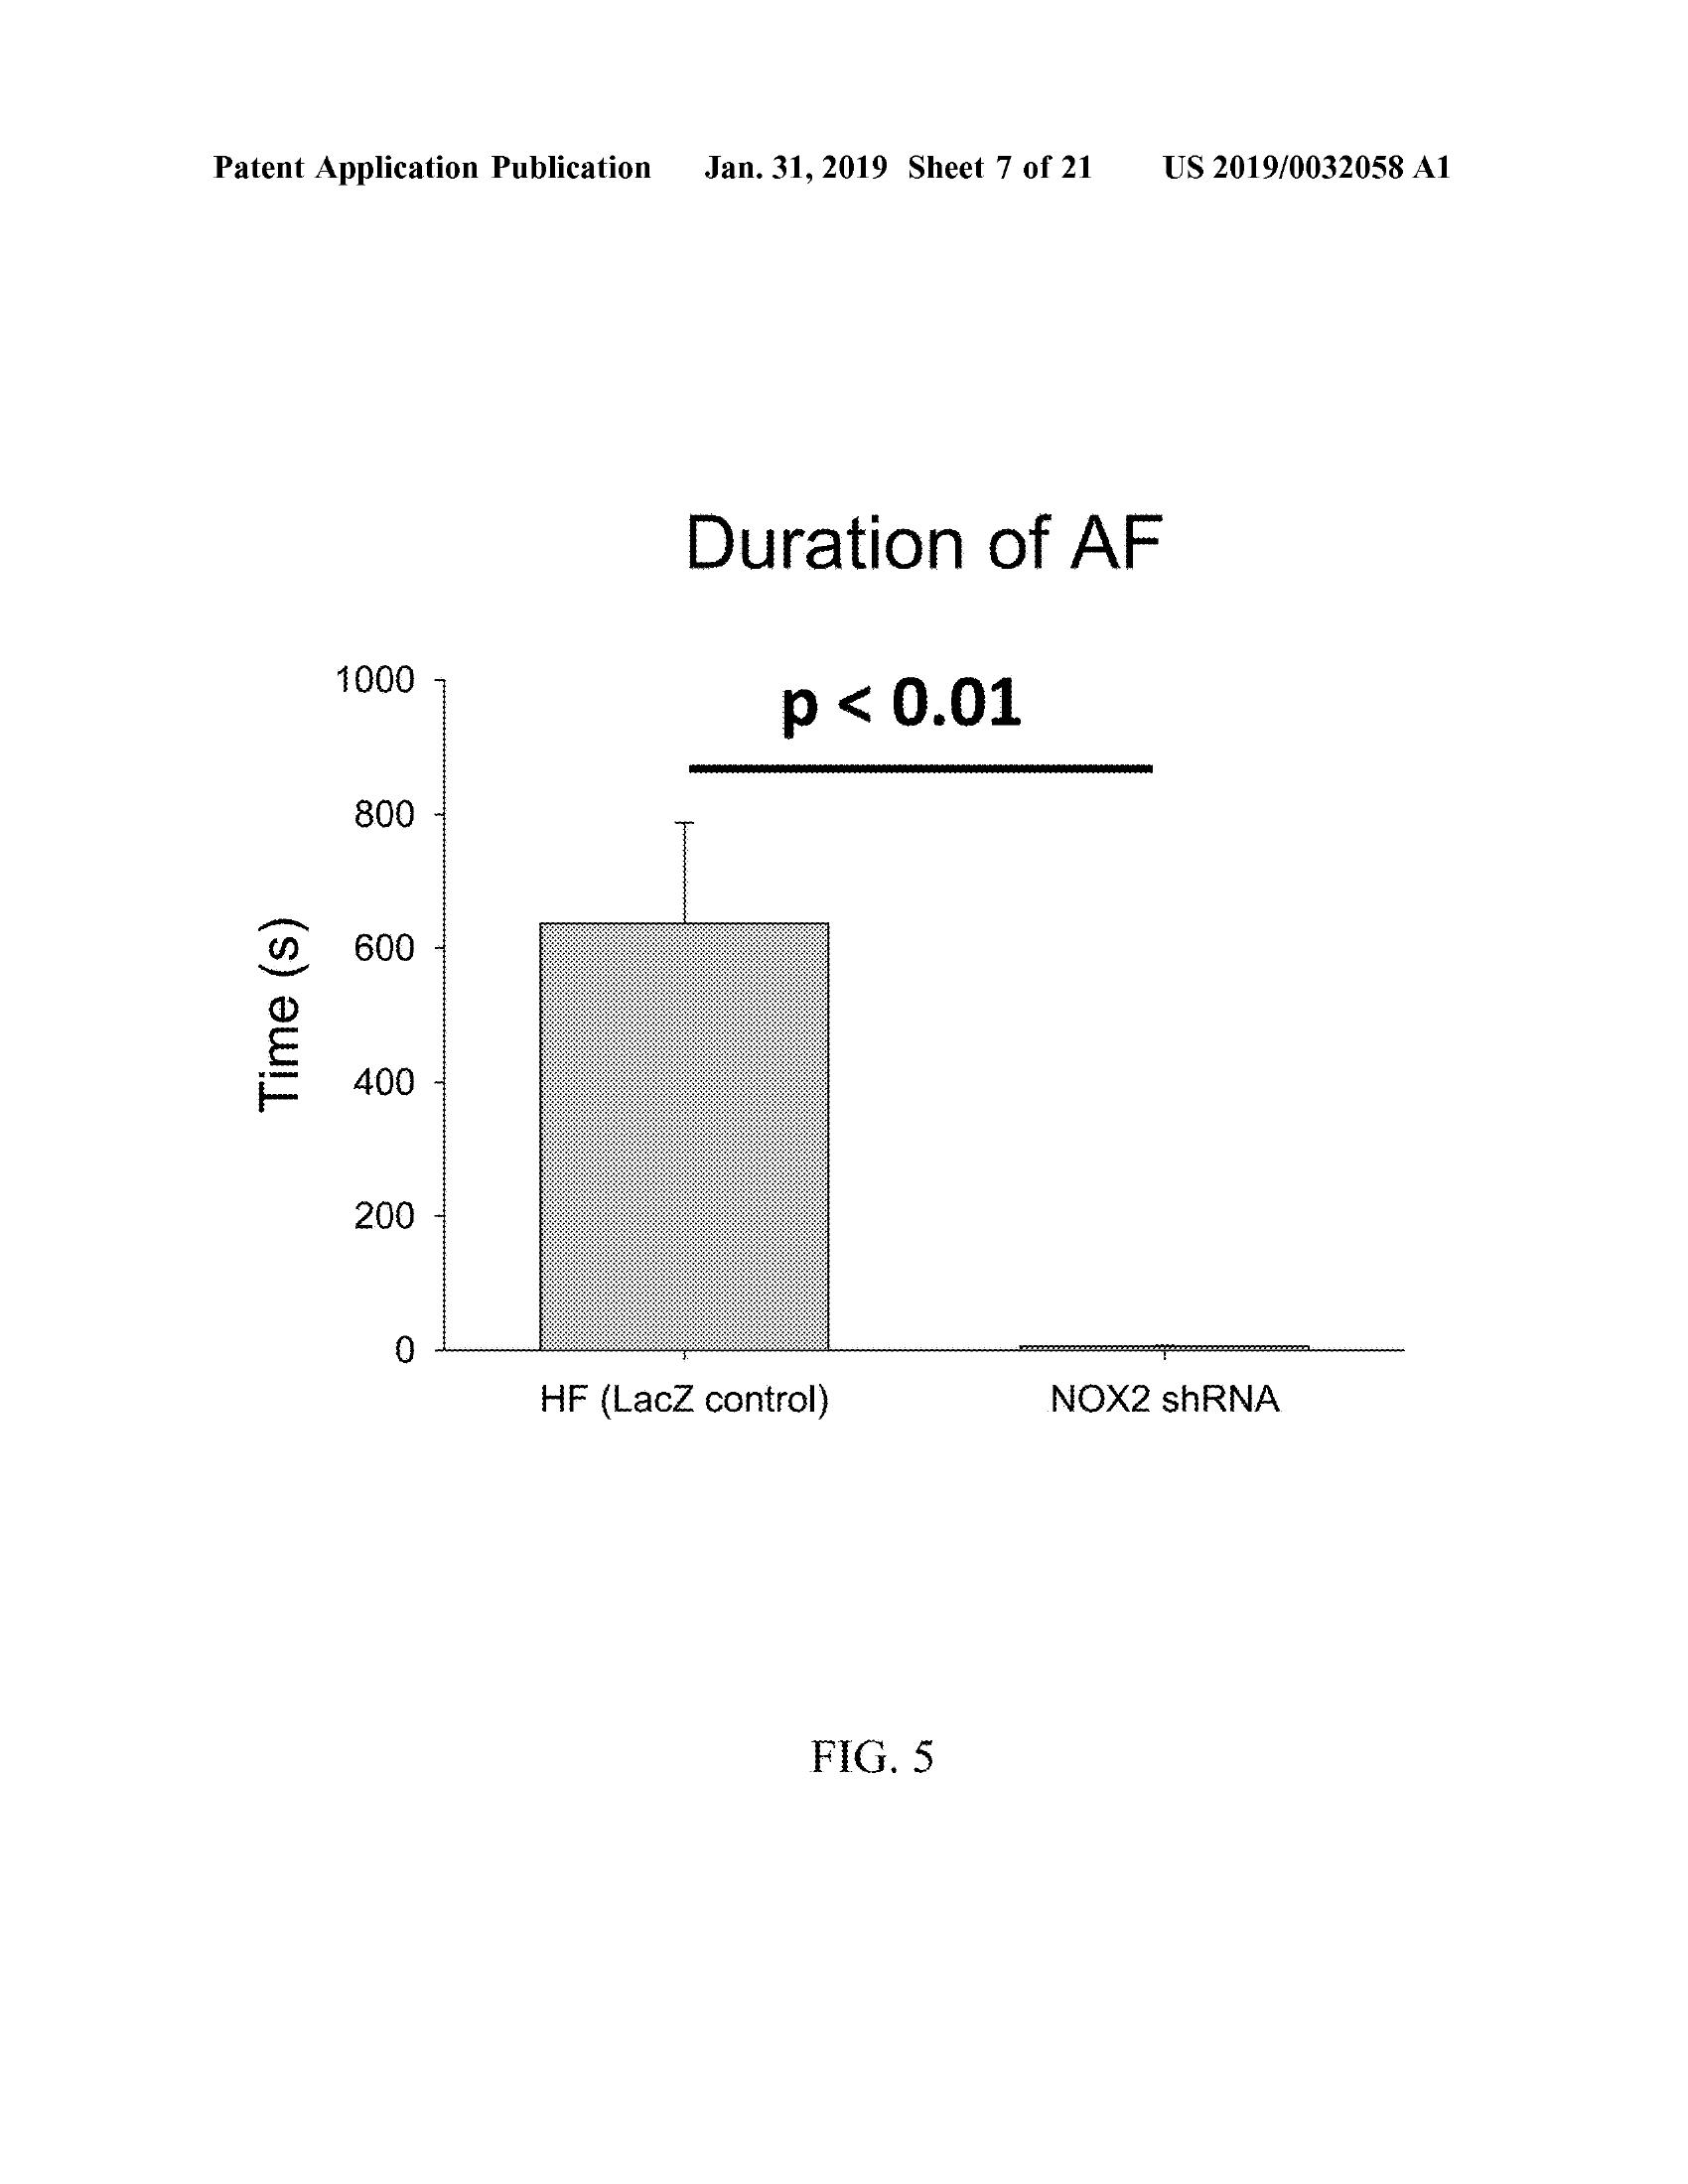 Patent Application Publication Jan. 31, 2019 Sheet 7 of 21 US 2019/0032058 A1
Duration of AF
1000
p < 0.01
800
600
400
200
0
Time (s)
HF (LacZ control) NOX2 shRNA
FIG. 5